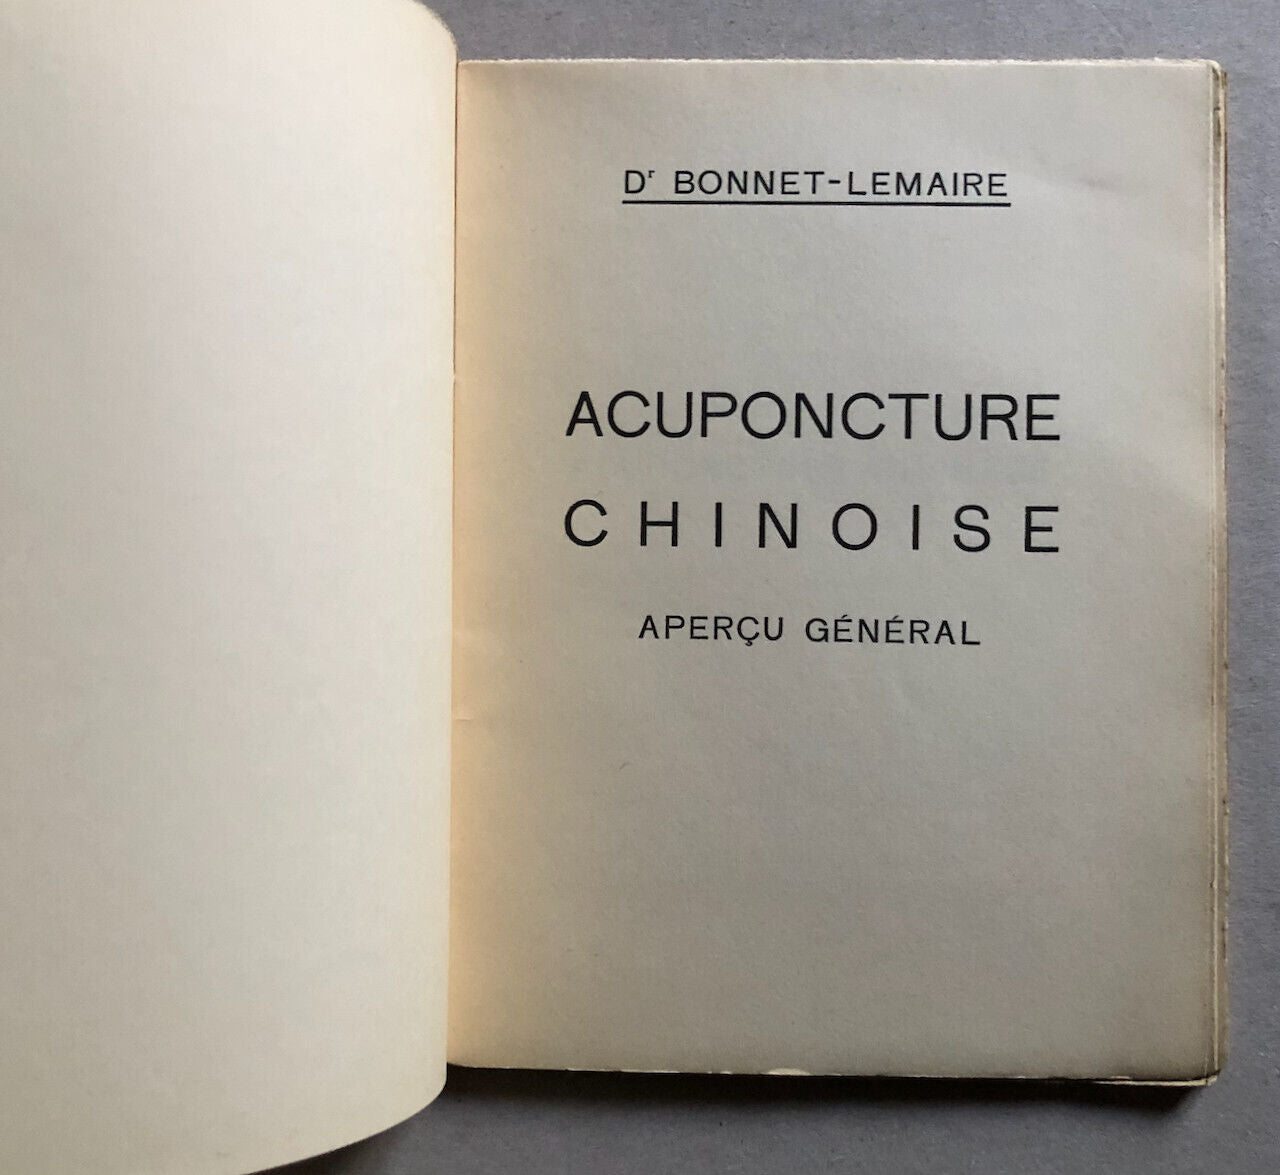 Dr BONNET-LEMAIRE
ACUPONCTURE
CHINOISE
APERÇU GÉNÉRAL